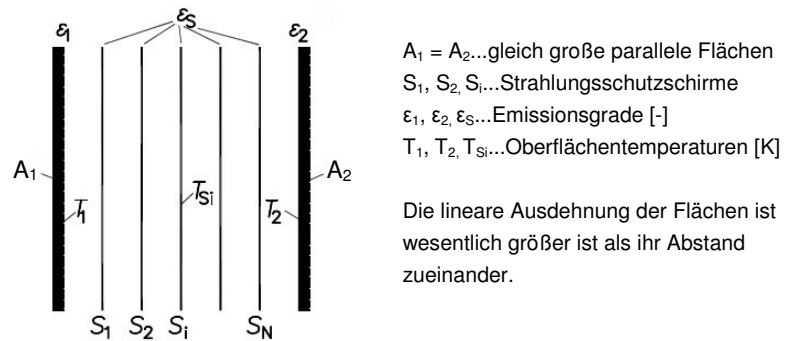 εS
ε1 ε2
A1 = A2...gleich große parallele Flächen
S1, S2, Si...Strahlungsschutzschirme
ε1, ε2, εS...Emissionsgrade [-]
T1, T2, TSi...Oberflächentemperaturen [K]
A1 A2
T1 TSi T2
Die lineare Ausdehnung der Flächen ist
wesentlich größer ist als ihr Abstand
zueinander.
S1 S2 Si SN